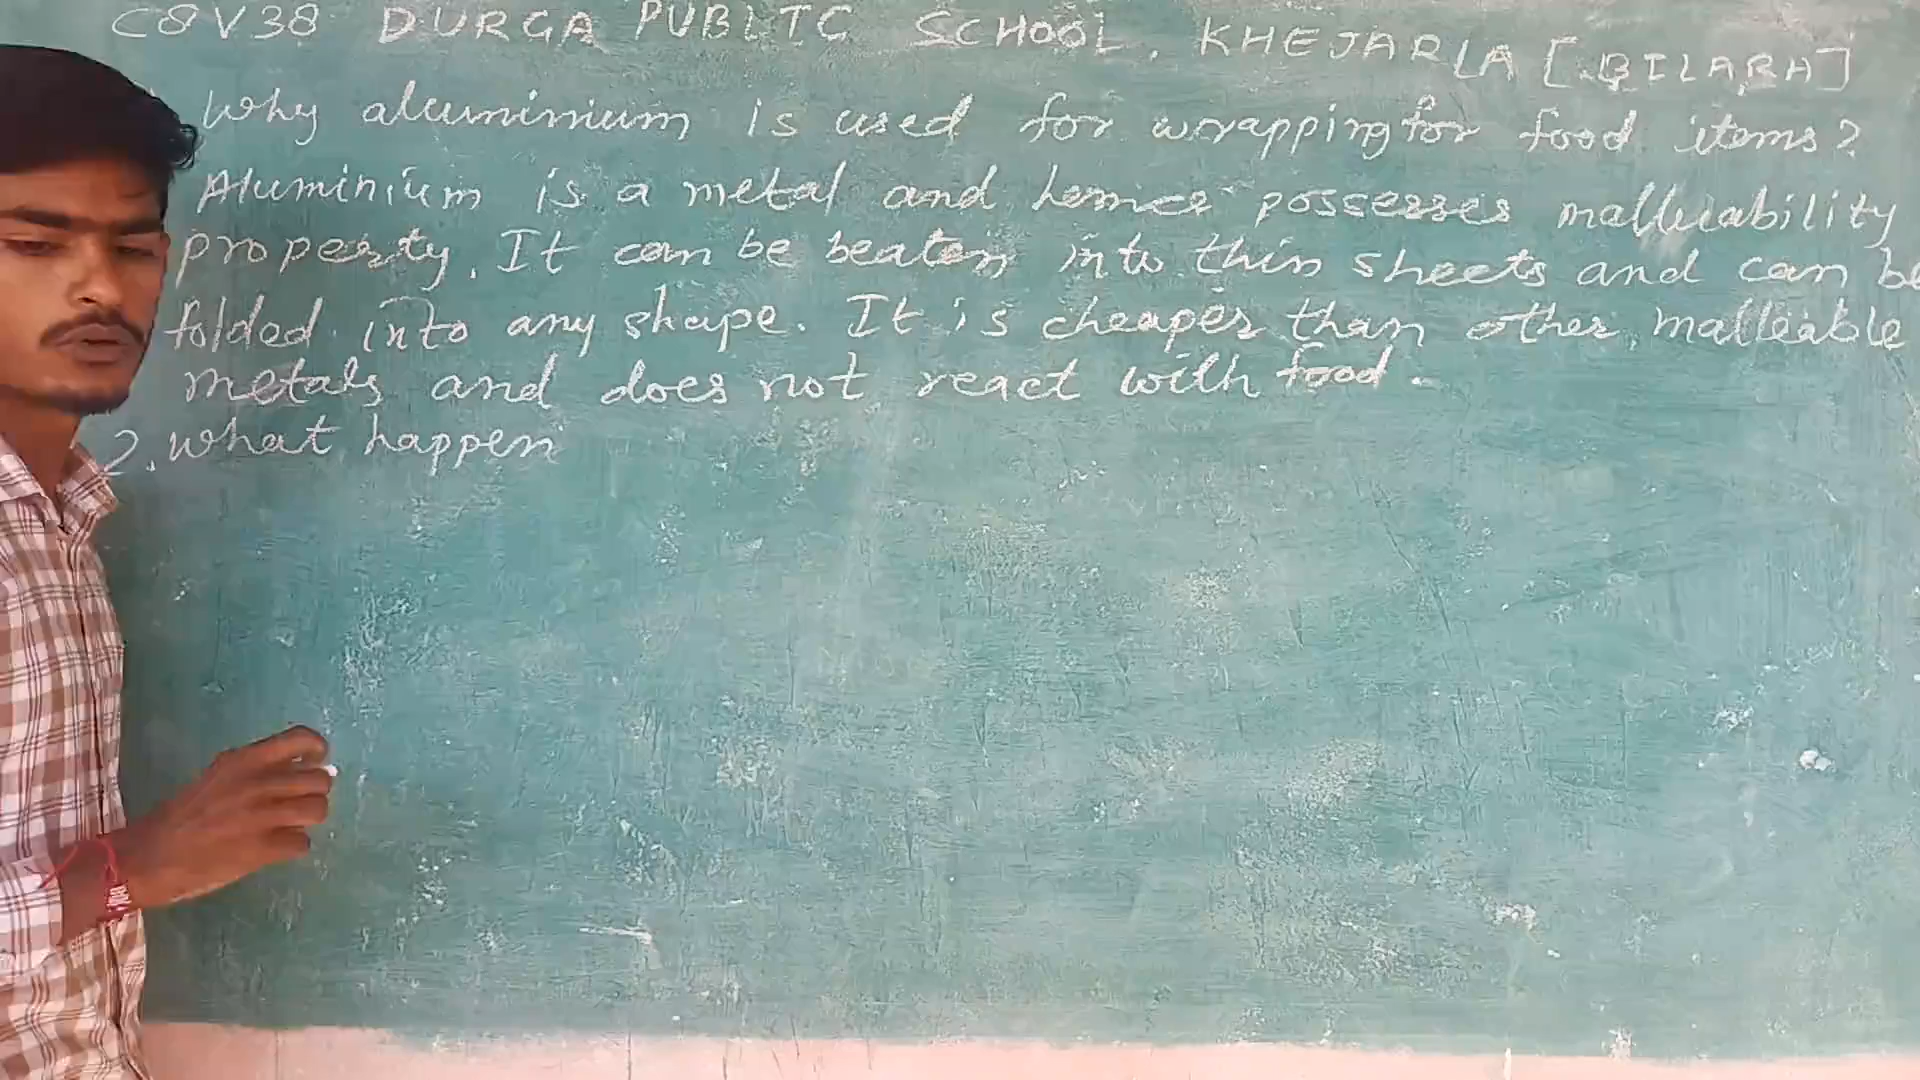 C8V38 DURGA PUBLIC SCHOOL, KHEJARLA [BILARA]
Why aluminium is used for wrapping for food items?
Aluminium is a metal and hence possesses malleability
property. It can be beaten into thin sheets and can be
folded into any shape. It is cheaper than other malleable
metals and does not react with food.
2. What happen